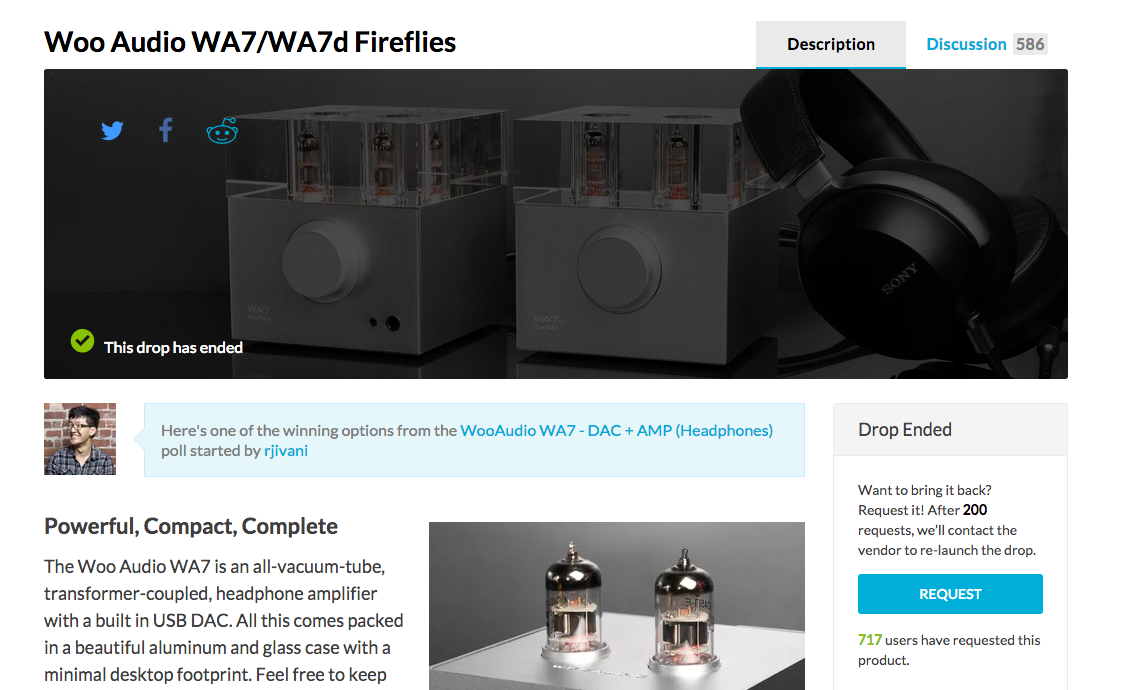 Woo Audio WA7/WA7d Fireflies
Description
Discussion 586
SONY
WA7
fireflies
WA7
fireflies
This drop has ended
Here's one of the winning options from the WooAudio WA7 - DAC + AMP (Headphones)
poll started by rjivani
Drop Ended
Want to bring it back?
Request it! After 200
requests, we'll contact the
vendor to re-launch the drop.
REQUEST
717 users have requested this
product.
Powerful, Compact, Complete
The Woo Audio WA7 is an all-vacuum-tube,
transformer-coupled, headphone amplifier
with a built in USB DAC. All this comes packed
in a beautiful aluminum and glass case with a
minimal desktop footprint. Feel free to keep